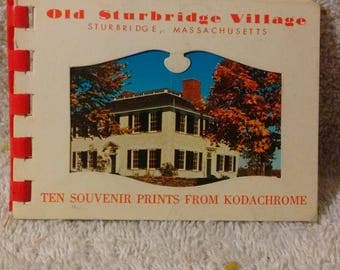 Old Sturbridge Village
STURBRIDGE, MASSACHUSETTS
TEN SOUVENIR PRINTS FROM KODACHROME